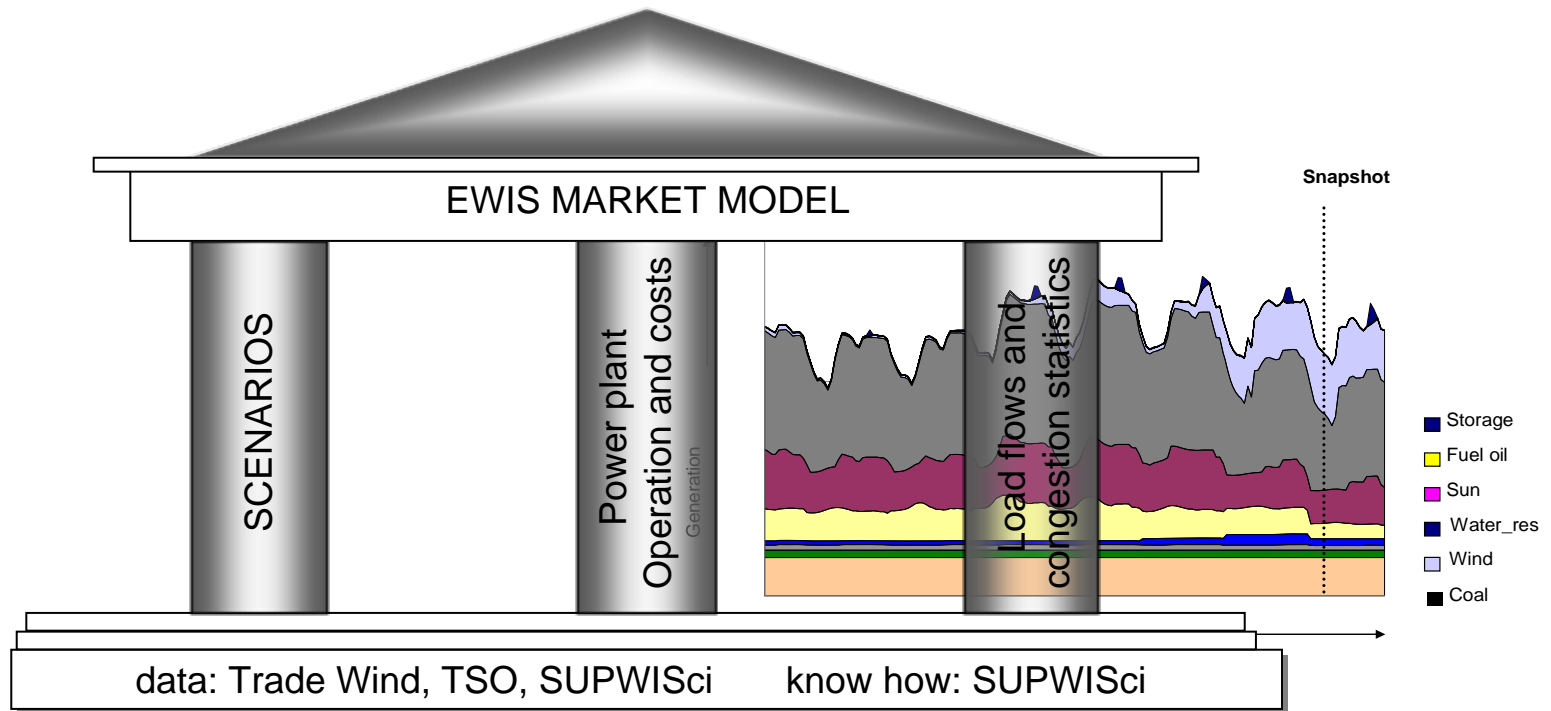 Snapshot
EWIS MARKET MODEL
SCENARIOS
Power plant
Operation and costs
Generation
Load flows and
congestion statistics
Storage
Fuel oil
Sun
Water_res
Wind
Coal
data: Trade Wind, TSO, SUPWISci know how: SUPWISci